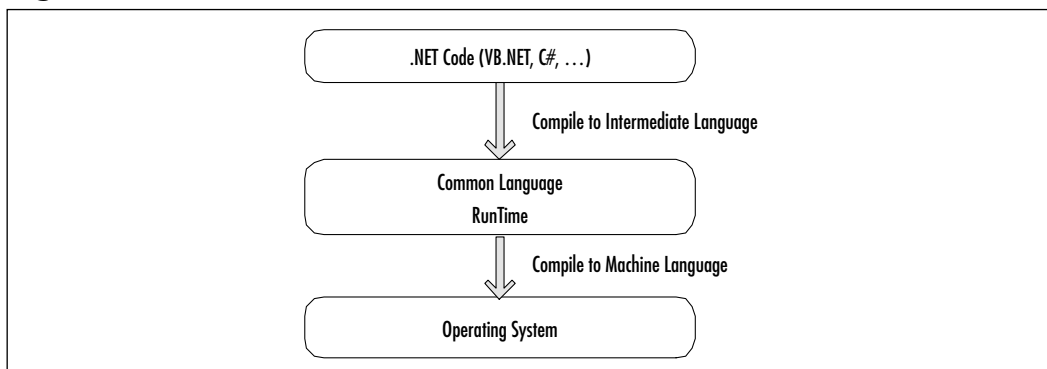 .NET Code (VB.NET, C#, …)
Compile to Intermediate Language
Common Language
RunTime
Compile to Machine Language
Operating System